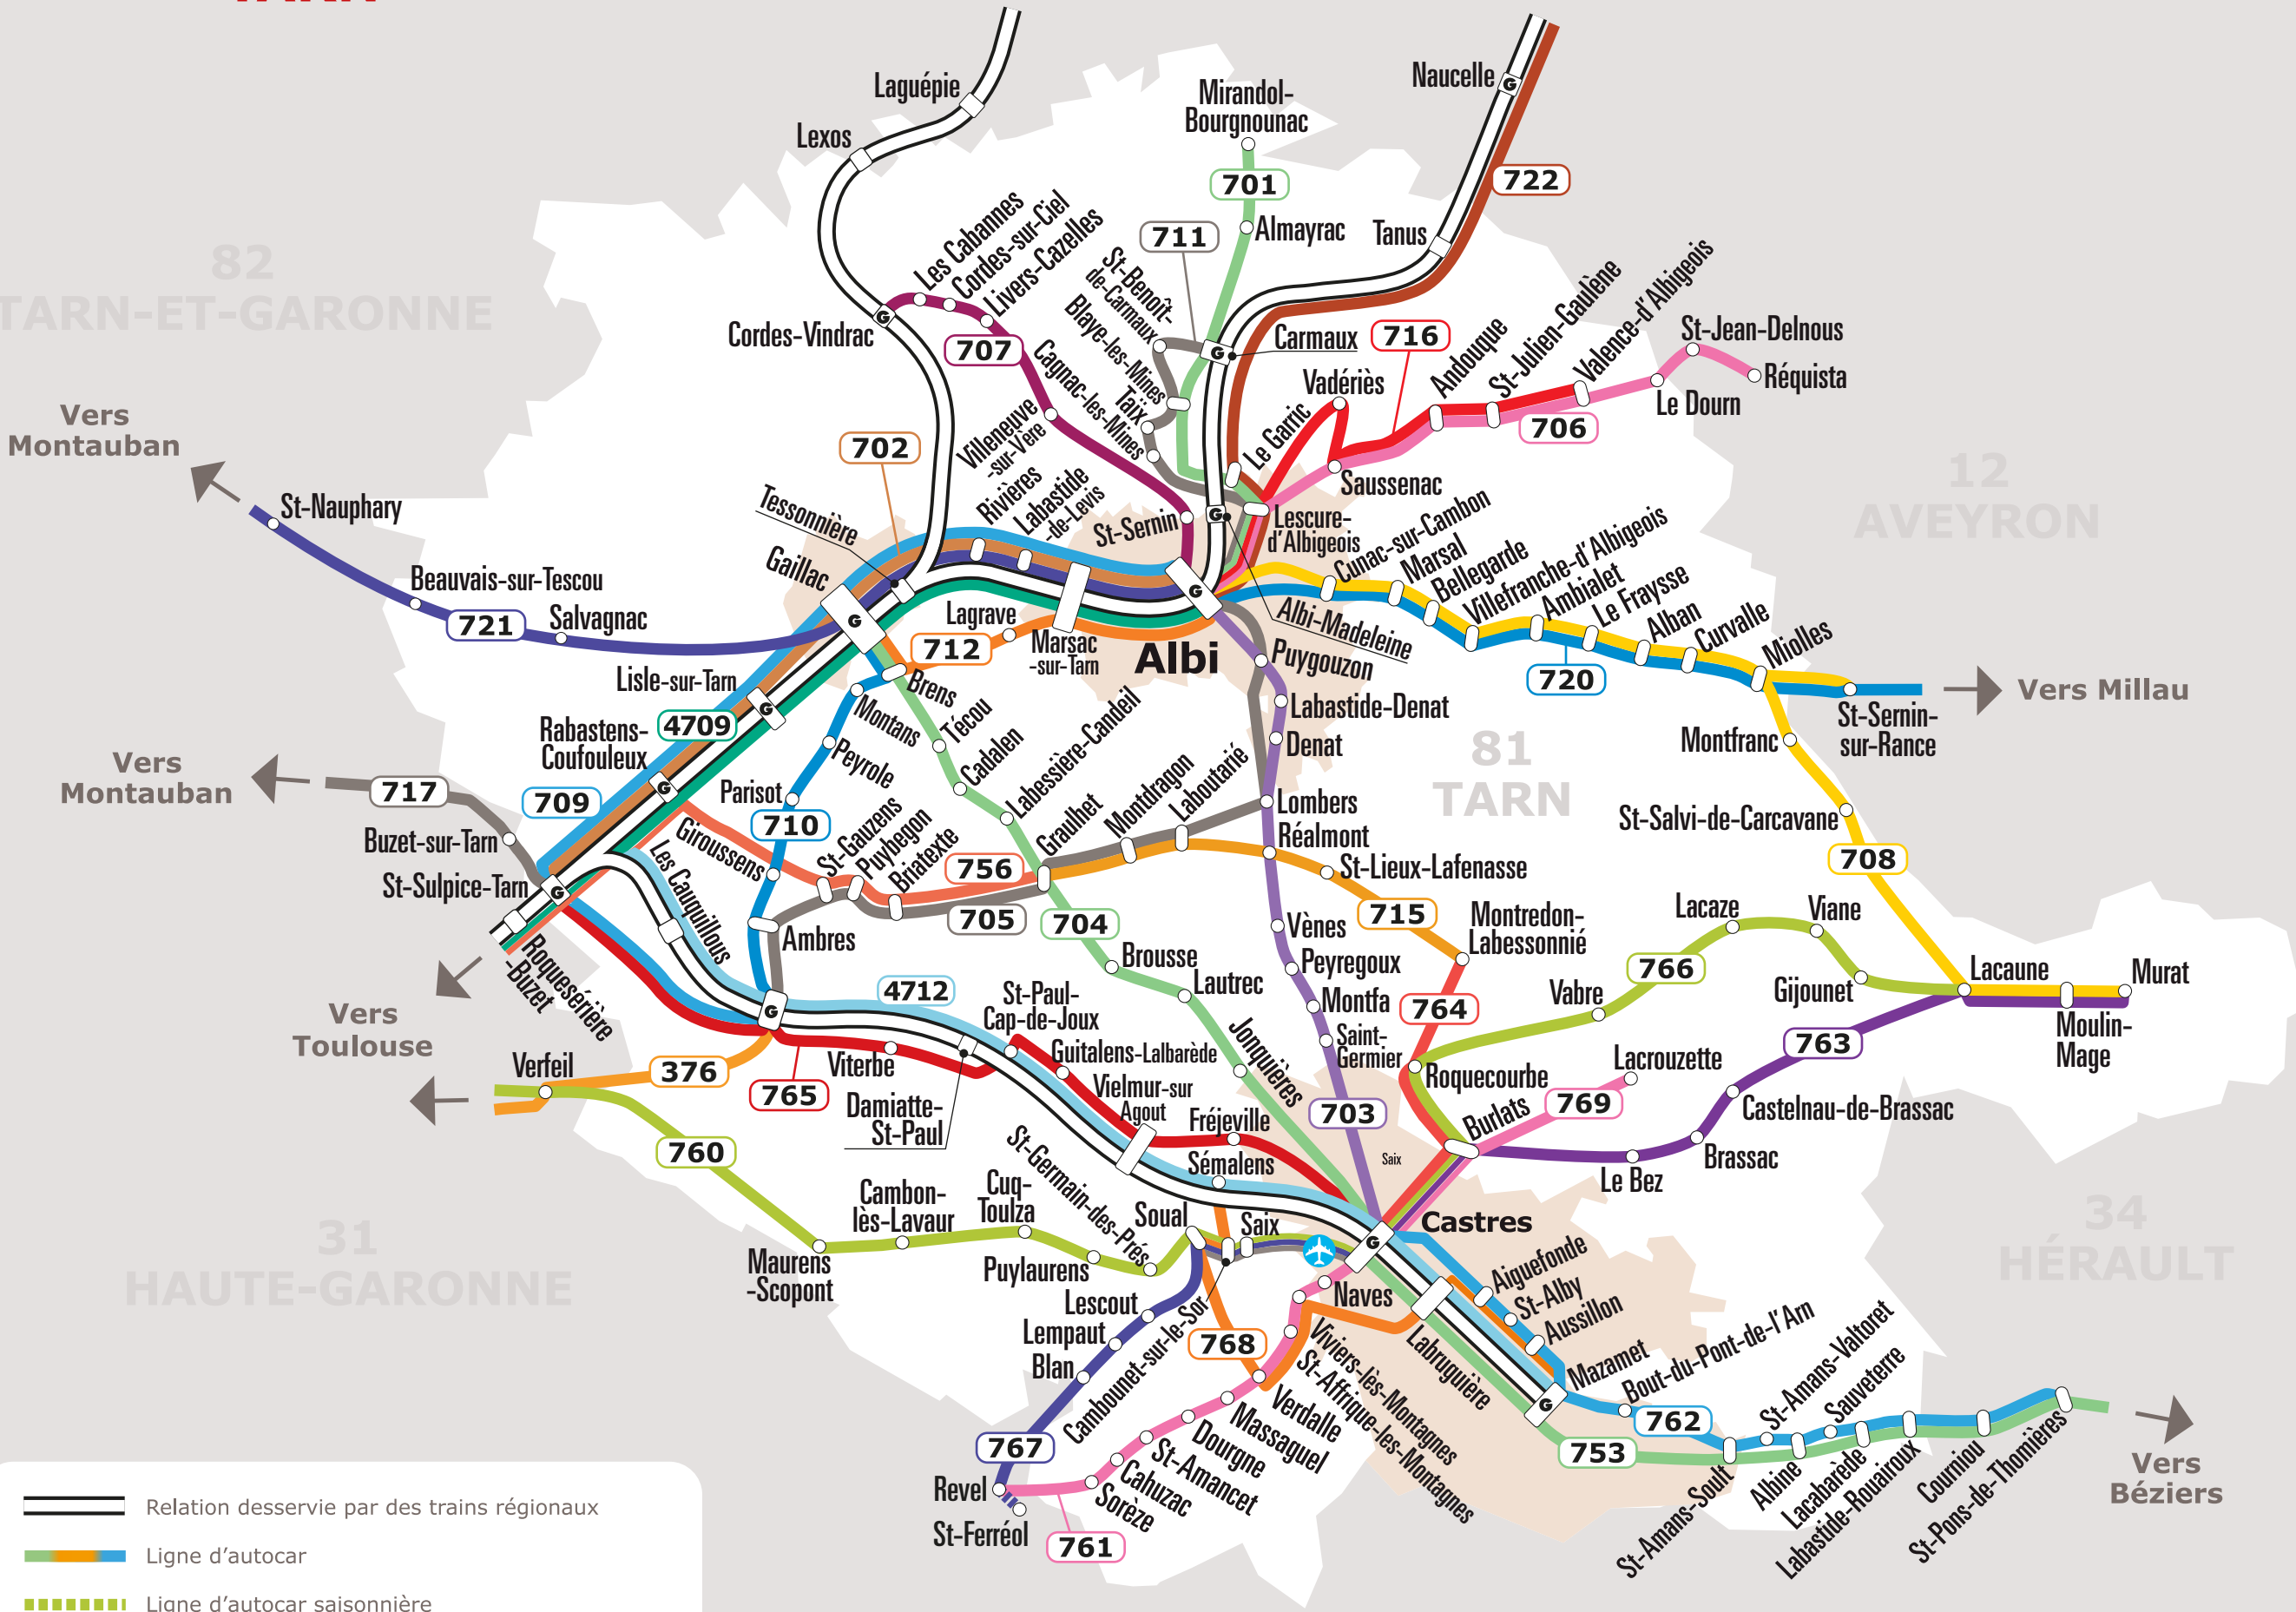 Laguépie
Lexos
Mirandol-
Bourgnounac
Naucelle
701
722
711
Almayrac
Tanus
82
TARN-ET-GARONNE
Les Cabannes
Cordes-sur-Ciel
Livers-Cazelles
St-Benoît-
de-Carmaux
Blaye-les-Mines
Taïx
Cagnac-les-Mines
Cordes-Vindrac
707
Carmaux
716
Vadériès
Andouque
St-Julien-Gaulène
Valence-d'Albigeois
St-Jean-Delnous
Réquista
Le Dourn
706
Vers
Montauban
702
Villeneuve
-sur-Vère
Rivières
Labastide
-de-Levis
Le Garric
Saussenac
12
AVEYRON
St-Nauphary
Tessonnière
Gaillac
St-Sernin
Lescure-
d'Albigeois
Cunac-sur-Cambon
Marsal
Bellegarde
Villefranche-d'Albigeois
Ambialet
Le Fraysse
Alban
Curvalle
Miolles
Beauvais-sur-Tescou
721
Salvagnac
Lagrave
712
Marsac
-sur-Tarn
Albi
Albi-Madeleine
Puygouzon
720
Vers Millau
St-Sernin-
sur-Rance
Lisle-sur-Tarn
4709
Rabastens-
Coufouleux
Brens
Montans
Técou
Peyrole
Cadalen
Labessière-Candeil
Labastide-Denat
Denat
81
TARN
Montfranc
Vers
Montauban
717
709
Parisot
710
Buzet-sur-Tarn
St-Sulpice-Tarn
Giroussens
St-Gauzens
Puybegon
Briatexte
Graulhet
Montdragon
Laboutarié
Lombers
Réalmont
St-Salvi-de-Carcavane
708
756
705
704
St-Lieux-Lafenasse
715
Montredon-
Labessonnié
Les Cauquillous
Ambres
Roquesérière
-Buzet
Brousse
Lautrec
Vènes
Peyregoux
Montfa
Saint-
Germier
764
Lacaze
Viane
766
Vabre
Gijounet
Lacaune
Murat
Moulin-
Mage
763
Vers
Toulouse
4712
St-Paul-
Cap-de-Joux
Guitalens-Lalbarède
Jonquières
Verfeil
376
765
Viterbe
Damiatte-
St-Paul
Vielmur-sur
Agout
Fréjeville
Sémalens
703
Roquecourbe
Burlats
769
Lacrouzette
Castelnau-de-Brassac
Brassac
Le Bez
Saix
760
Cambon-
lès-Lavaur
Cuq-
Toulza
St-Germain-des-Prés
Soual
Saix
Castres
34
HÉRAULT
31
HAUTE-GARONNE
Maurens
-Scopont
Puylaurens
Lescout
Lempaut
Blan
Cambounet-sur-le-Sor
768
Naves
Viviers-lès-Montagnes
St-Affrique-les-Montagnes
Verdalle
Massaguel
Dourgne
St-Amancet
Cahuzac
Sorèze
Labruguière
Aiguefonde
St-Alby
Aussillon
Mazamet
Bout-du-Pont-de-l'Arn
762
753
St-Amans-Valtoret
Sauveterre
St-Amans-Soult
Albine
Lacabarède
Labastide-Rouairoux
Courniou
St-Pons-de-Thomières
Vers
Béziers
767
Revel
St-Ferréol
761
Relation desservie par des trains régionaux
Ligne d'autocar
Ligne d'autocar saisonnière